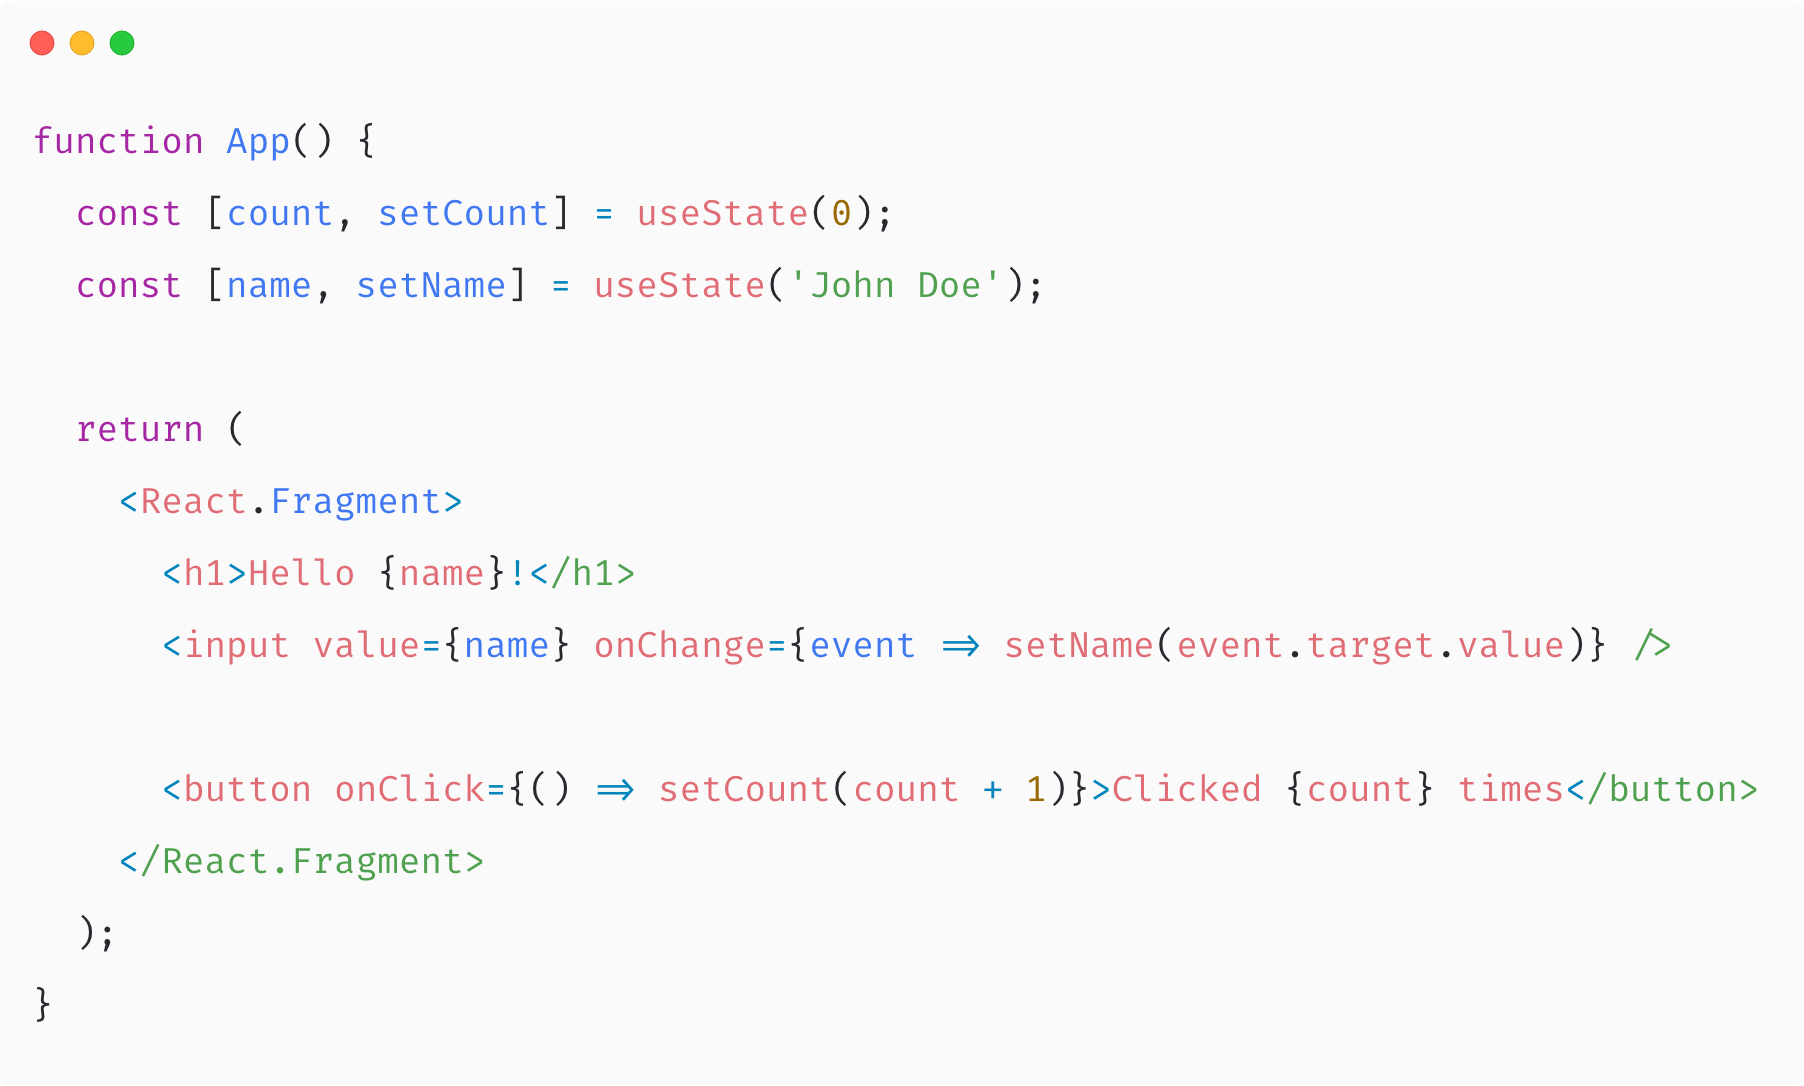 function App() {
  const [count, setCount] = useState(0);
  const [name, setName] = useState('John Doe');

  return (
    <React.Fragment>
      <h1>Hello {name}!</h1>
      <input value={name} onChange={event => setName(event.target.value)} />

      <button onClick={() => setCount(count + 1)}>Clicked {count} times</button>
    </React.Fragment>
  );
}